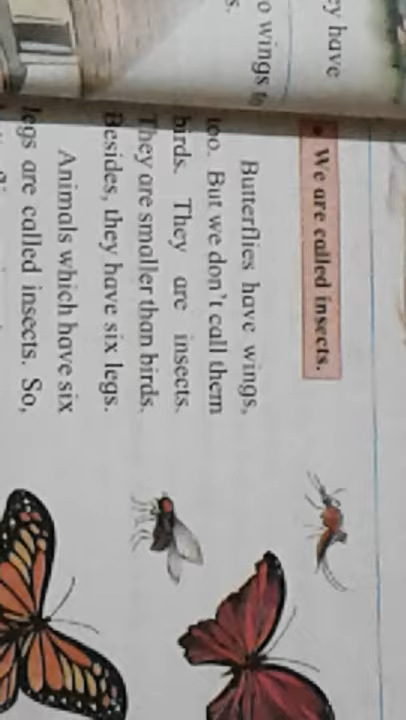 ey have
o wings to
s.
We are called insects.
Butterflies have wings,
too. But we don't call them
birds. They are insects.
They are smaller than birds.
Besides, they have six legs.
Animals which have six
legs are called insects. So,